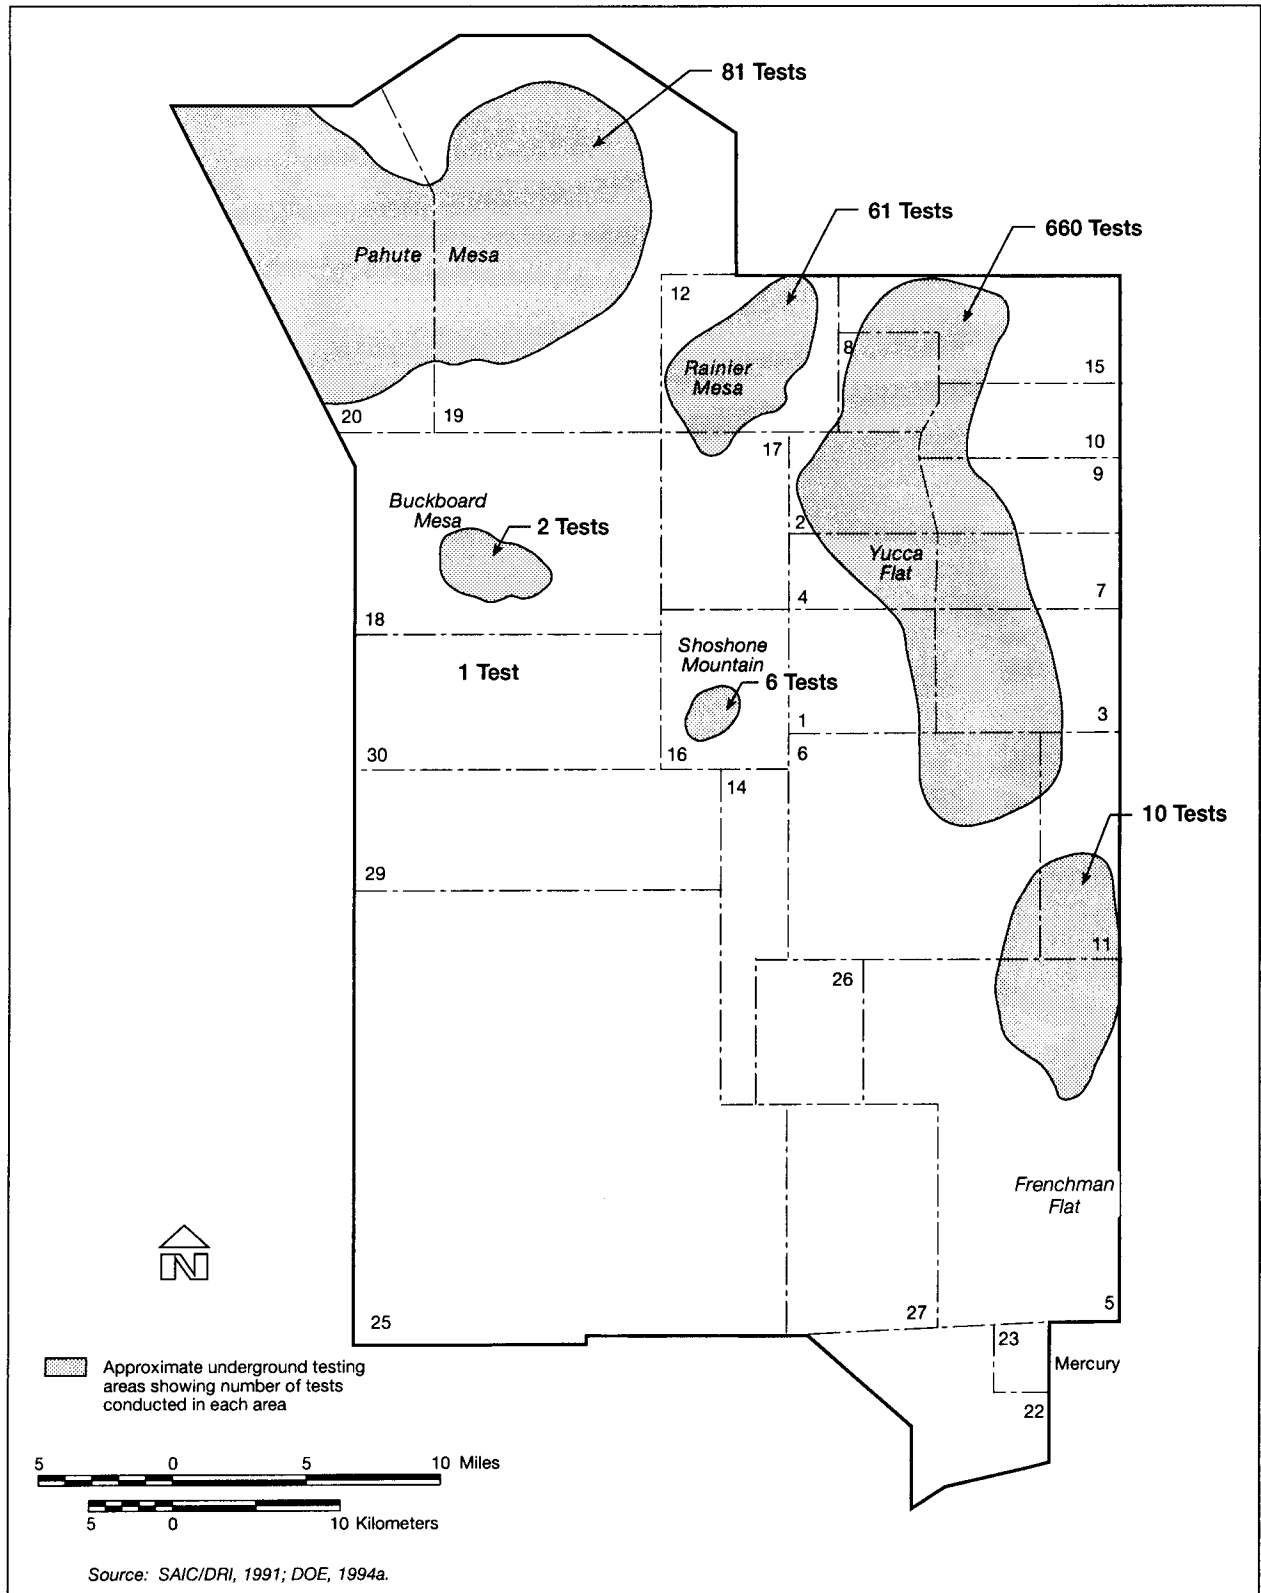 81 Tests
61 Tests
660 Tests
Pahute Mesa
12
8
Rainier
Mesa
15
20
19
17
10
9
Buckboard
Mesa
2 Tests
2
Yucca
Flat
18
4
7
Shoshone
Mountain
1 Test
6 Tests
1
3
30
16
6
14
10 Tests
29
11
26
Frenchman
Flat
25
27
5
23
Mercury
22
N
Approximate underground testing
areas showing number of tests
conducted in each area
5 0 5 10 Miles
5 0 10 Kilometers
Source: SAIC/DRI, 1991; DOE, 1994a.